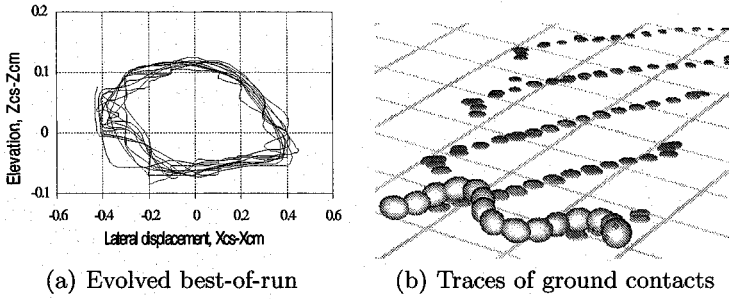 0.2
0.1
0
-0.1
Elevation, Zcs-Zcm
-0.6 -0.4 -0.2 0 0.2 0.4 0.6
Lateral displacement, Xcs-Xcm
(a) Evolved best-of-run
(b) Traces of ground contacts